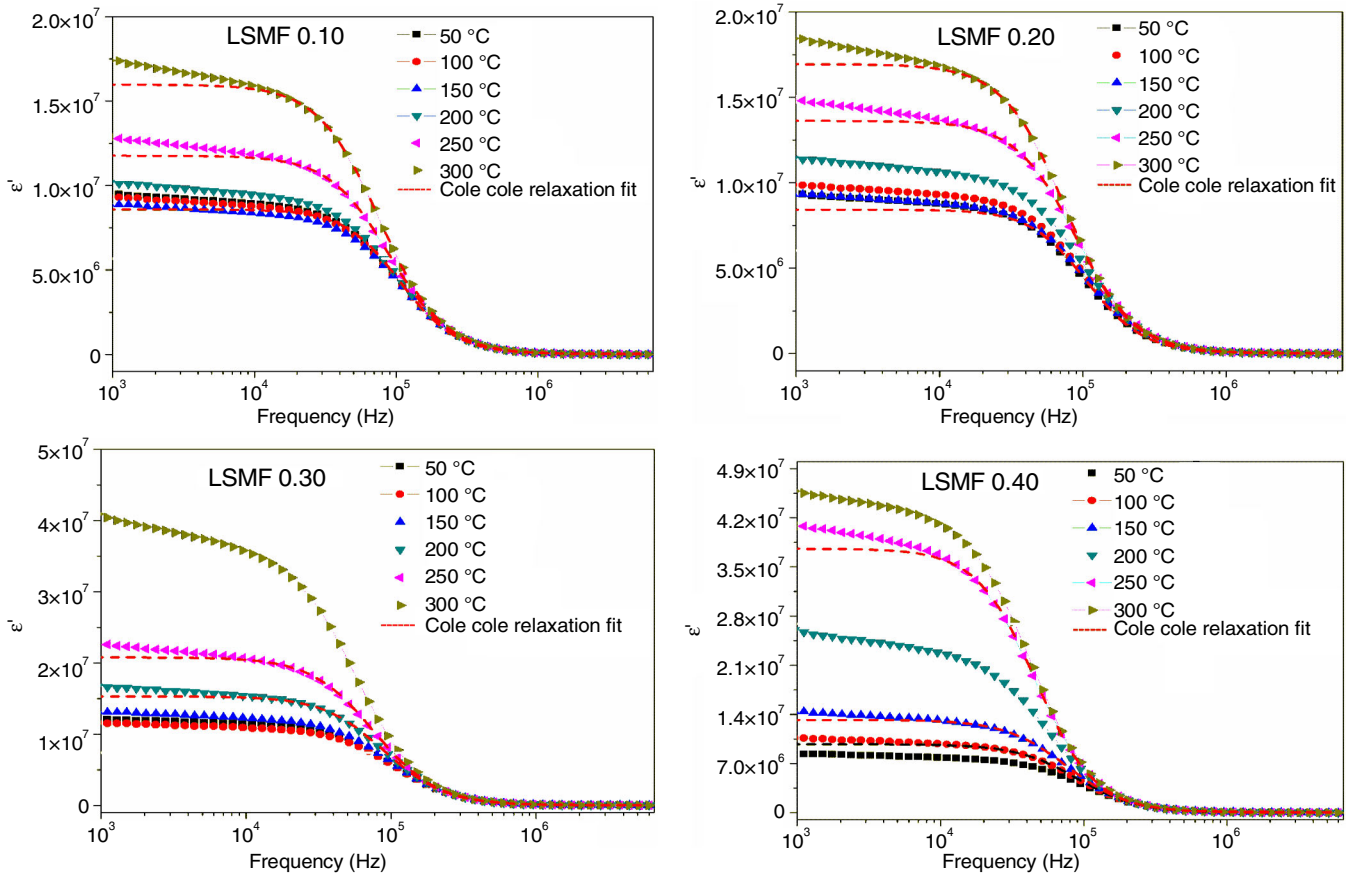 LSMF 0.10
50 °C
100 °C
150 °C
200 °C
250 °C
300 °C
Cole cole relaxation fit
2.0×10⁷
1.5×10⁷
1.0×10⁷
5.0×10⁶
0
ε'
10³ 10⁴ 10⁵ 10⁶
Frequency (Hz)
LSMF 0.20
50 °C
100 °C
150 °C
200 °C
250 °C
300 °C
Cole cole relaxation fit
2.0×10⁷
1.5×10⁷
1.0×10⁷
5.0×10⁶
0
ε'
10³ 10⁴ 10⁵ 10⁶
Frequency (Hz)
LSMF 0.30
50 °C
100 °C
150 °C
200 °C
250 °C
300 °C
Cole cole relaxation fit
5×10⁷
4×10⁷
3×10⁷
2×10⁷
1×10⁷
0
ε'
10³ 10⁴ 10⁵ 10⁶
Frequency (Hz)
LSMF 0.40
50 °C
100 °C
150 °C
200 °C
250 °C
300 °C
Cole cole relaxation fit
4.9×10⁷
4.2×10⁷
3.5×10⁷
2.8×10⁷
2.1×10⁷
1.4×10⁷
7.0×10⁶
0
ε'
10³ 10⁴ 10⁵ 10⁶
Frequency (Hz)